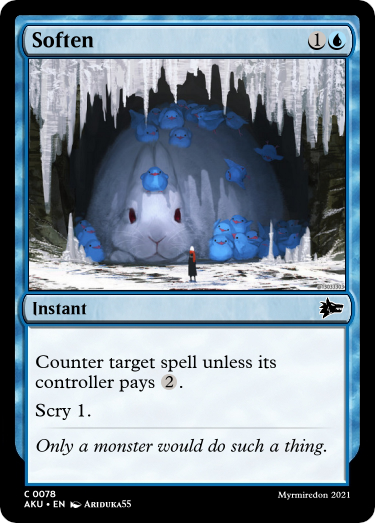 Soften 1
Instant
Counter target spell unless its
controller pays 2.
Scry 1.
Only a monster would do such a thing.
C 0078
AKU • EN Ariduka55
Myrmiredon 2021